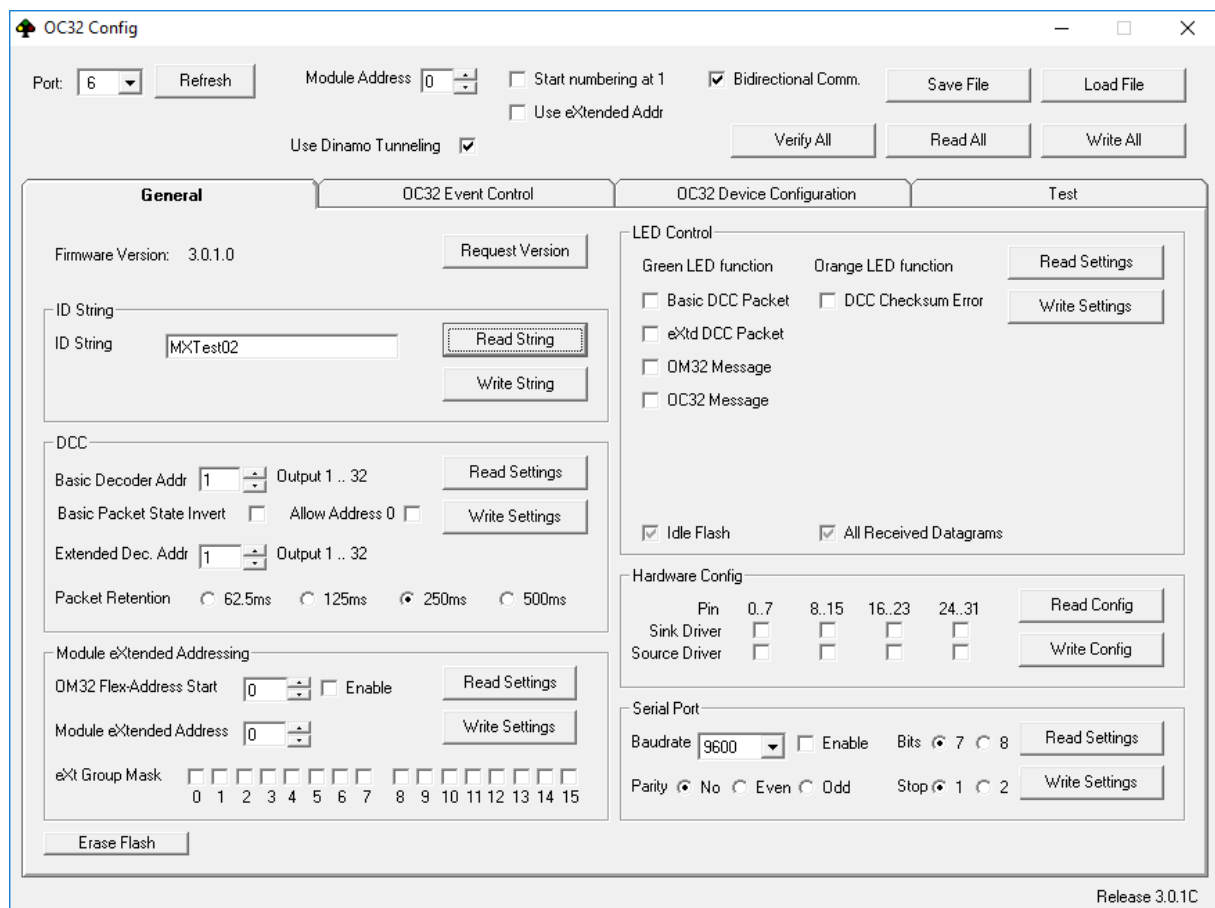 OC32 Config
Port: 6 Refresh Module Address 0 Start numbering at 1 Bidirectional Comm. Save File Load File
Use eXtended Addr
Use Dinamo Tunneling Verify All Read All Write All
General OC32 Event Control OC32 Device Configuration Test
Firmware Version: 3.0.1.0 Request Version
ID String
ID String MXTest02 Read String
Write String
DCC
Basic Decoder Addr 1 Output 1 .. 32 Read Settings
Basic Packet State Invert Allow Address 0 Write Settings
Extended Dec. Addr 1 Output 1 .. 32
Packet Retention 62.5ms 125ms 250ms 500ms
Module eXtended Addressing
OM32 Flex-Address Start 0 Enable Read Settings
Module eXtended Address 0 Write Settings
eXt Group Mask
0 1 2 3 4 5 6 7 8 9 10 11 12 13 14 15
Erase Flash
LED Control
Green LED function Orange LED function Read Settings
Basic DCC Packet DCC Checksum Error Write Settings
eXtd DCC Packet
OM32 Message
OC32 Message
Idle Flash All Received Datagrams
Hardware Config
Pin 0..7 8..15 16..23 24..31 Read Config
Sink Driver
Source Driver Write Config
Serial Port
Baudrate 9600 Enable Bits 7 8 Read Settings
Parity No Even Odd Stop 1 2 Write Settings
Release 3.0.1C